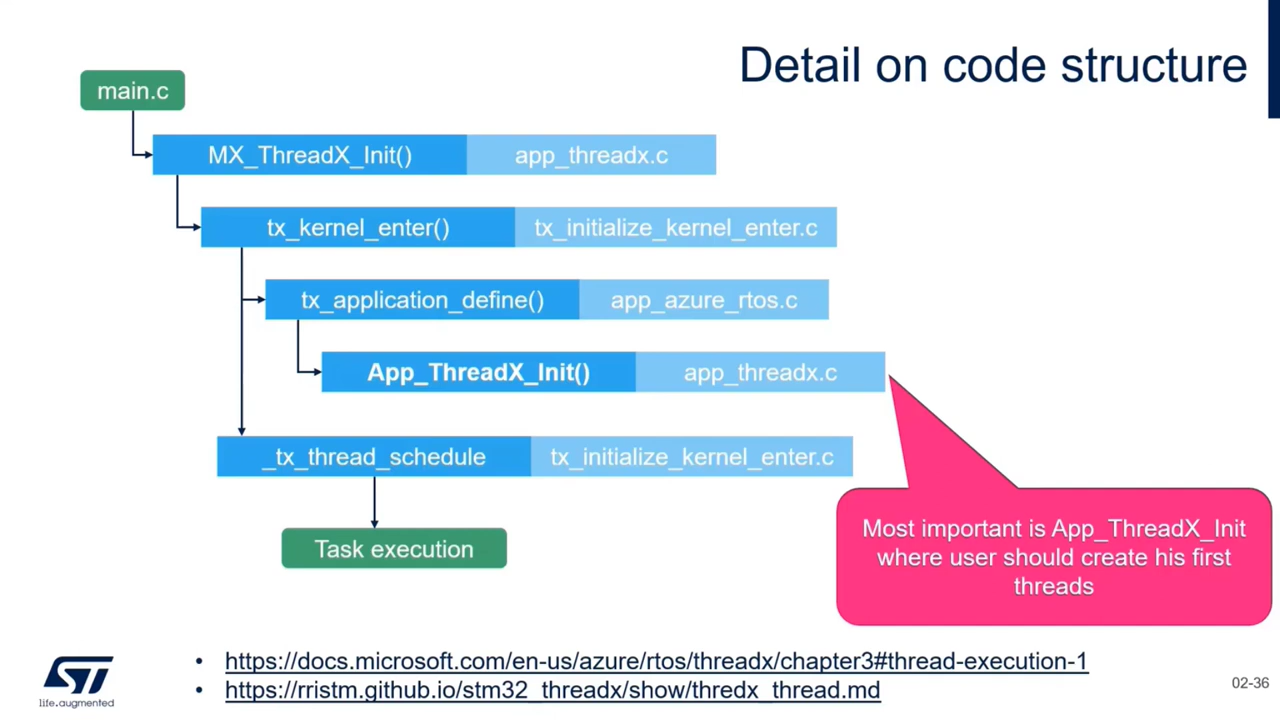 Detail on code structure
main.c
MX_ThreadX_Init() app_threadx.c
tx_kernel_enter() tx_initialize_kernel_enter.c
tx_application_define() app_azure_rtos.c
App_ThreadX_Init() app_threadx.c
_tx_thread_schedule tx_initialize_kernel_enter.c
Task execution
Most important is App_ThreadX_Init
where user should create his first
threads
• https://docs.microsoft.com/en-us/azure/rtos/threadx/chapter3#thread-execution-1
• https://rristm.github.io/stm32_threadx/show/thredx_thread.md
ST
life.augmented
02-36